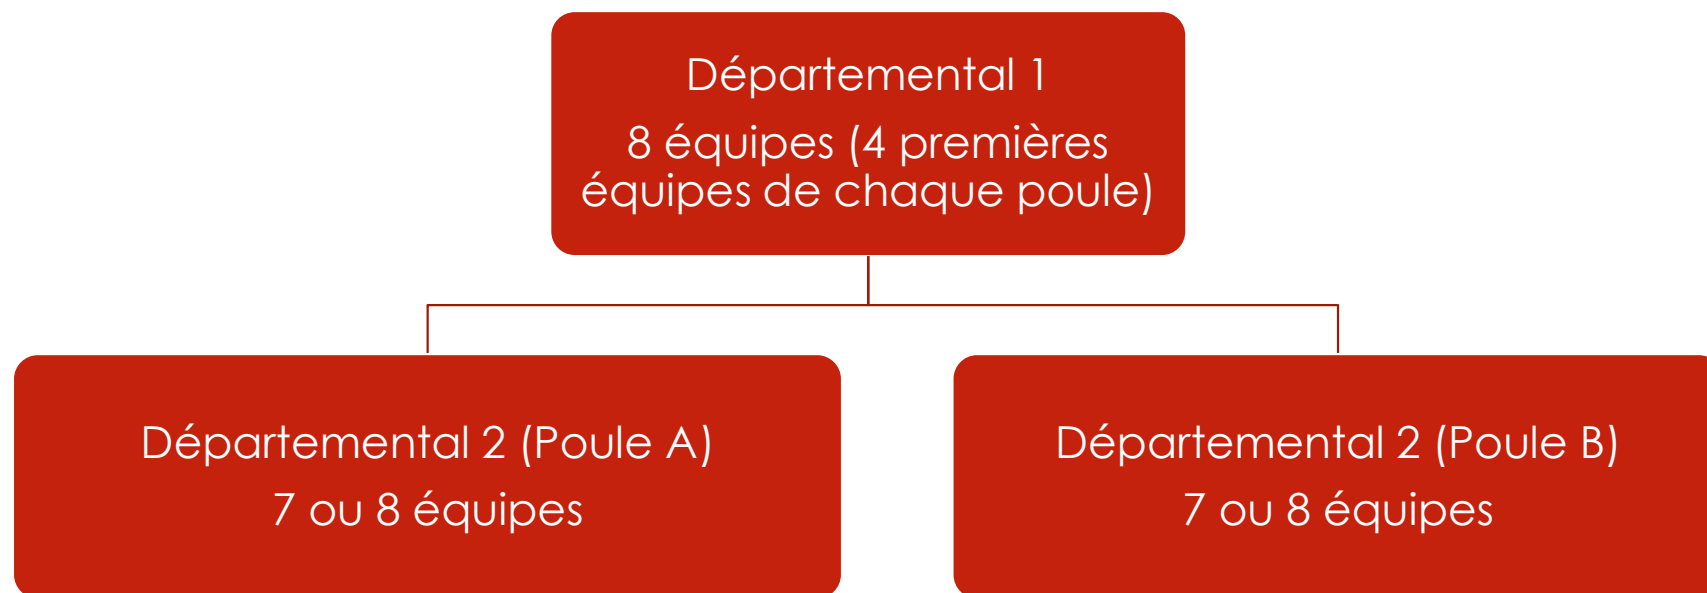 Départemental 1
8 équipes (4 premières
équipes de chaque poule)
Départemental 2 (Poule A)
7 ou 8 équipes
Départemental 2 (Poule B)
7 ou 8 équipes